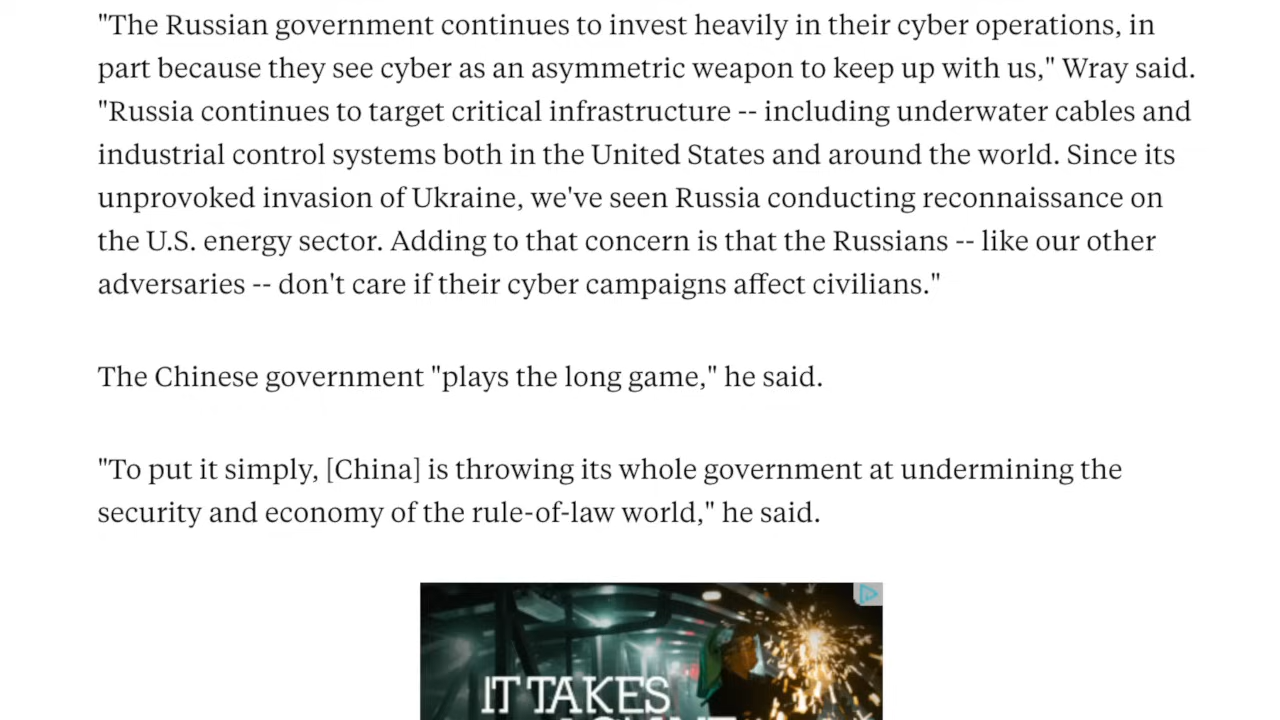 "The Russian government continues to invest heavily in their cyber operations, in
part because they see cyber as an asymmetric weapon to keep up with us," Wray said.
"Russia continues to target critical infrastructure -- including underwater cables and
industrial control systems both in the United States and around the world. Since its
unprovoked invasion of Ukraine, we've seen Russia conducting reconnaissance on
the U.S. energy sector. Adding to that concern is that the Russians -- like our other
adversaries -- don't care if their cyber campaigns affect civilians."
The Chinese government "plays the long game," he said.
"To put it simply, [China] is throwing its whole government at undermining the
security and economy of the rule-of-law world," he said.
IT TAKES